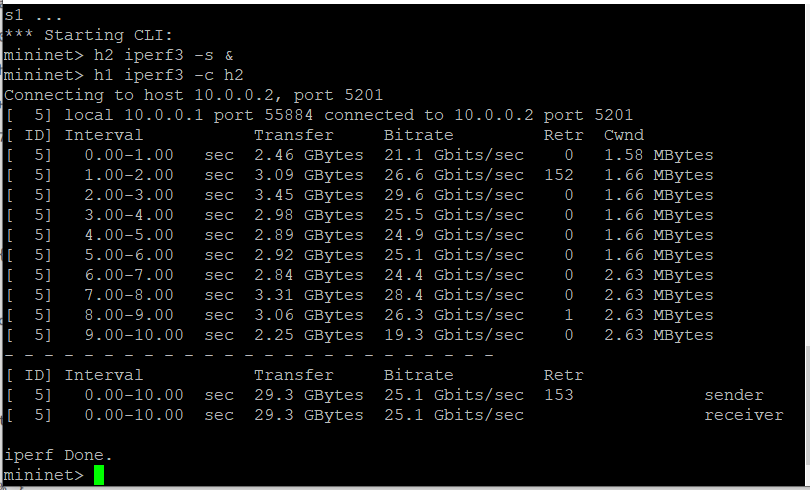 s1 ...
*** Starting CLI:
mininet> h2 iperf3 -s &
mininet> h1 iperf3 -c h2
Connecting to host 10.0.0.2, port 5201
[  5] local 10.0.0.1 port 55884 connected to 10.0.0.2 port 5201
[ ID] Interval           Transfer     Bitrate         Retr  Cwnd
[  5]   0.00-1.00   sec  2.46 GBytes  21.1 Gbits/sec    0   1.58 MBytes
[  5]   1.00-2.00   sec  3.09 GBytes  26.6 Gbits/sec  152   1.66 MBytes
[  5]   2.00-3.00   sec  3.45 GBytes  29.6 Gbits/sec    0   1.66 MBytes
[  5]   3.00-4.00   sec  2.98 GBytes  25.5 Gbits/sec    0   1.66 MBytes
[  5]   4.00-5.00   sec  2.89 GBytes  24.9 Gbits/sec    0   1.66 MBytes
[  5]   5.00-6.00   sec  2.92 GBytes  25.1 Gbits/sec    0   1.66 MBytes
[  5]   6.00-7.00   sec  2.84 GBytes  24.4 Gbits/sec    0   2.63 MBytes
[  5]   7.00-8.00   sec  3.31 GBytes  28.4 Gbits/sec    0   2.63 MBytes
[  5]   8.00-9.00   sec  3.06 GBytes  26.3 Gbits/sec    1   2.63 MBytes
[  5]   9.00-10.00  sec  2.25 GBytes  19.3 Gbits/sec    0   2.63 MBytes
- - - - - - - - - - - - - - - - - - - - - - - - -
[ ID] Interval           Transfer     Bitrate         Retr
[  5]   0.00-10.00  sec  29.3 GBytes  25.1 Gbits/sec  153             sender
[  5]   0.00-10.00  sec  29.3 GBytes  25.1 Gbits/sec                  receiver
iperf Done.
mininet>